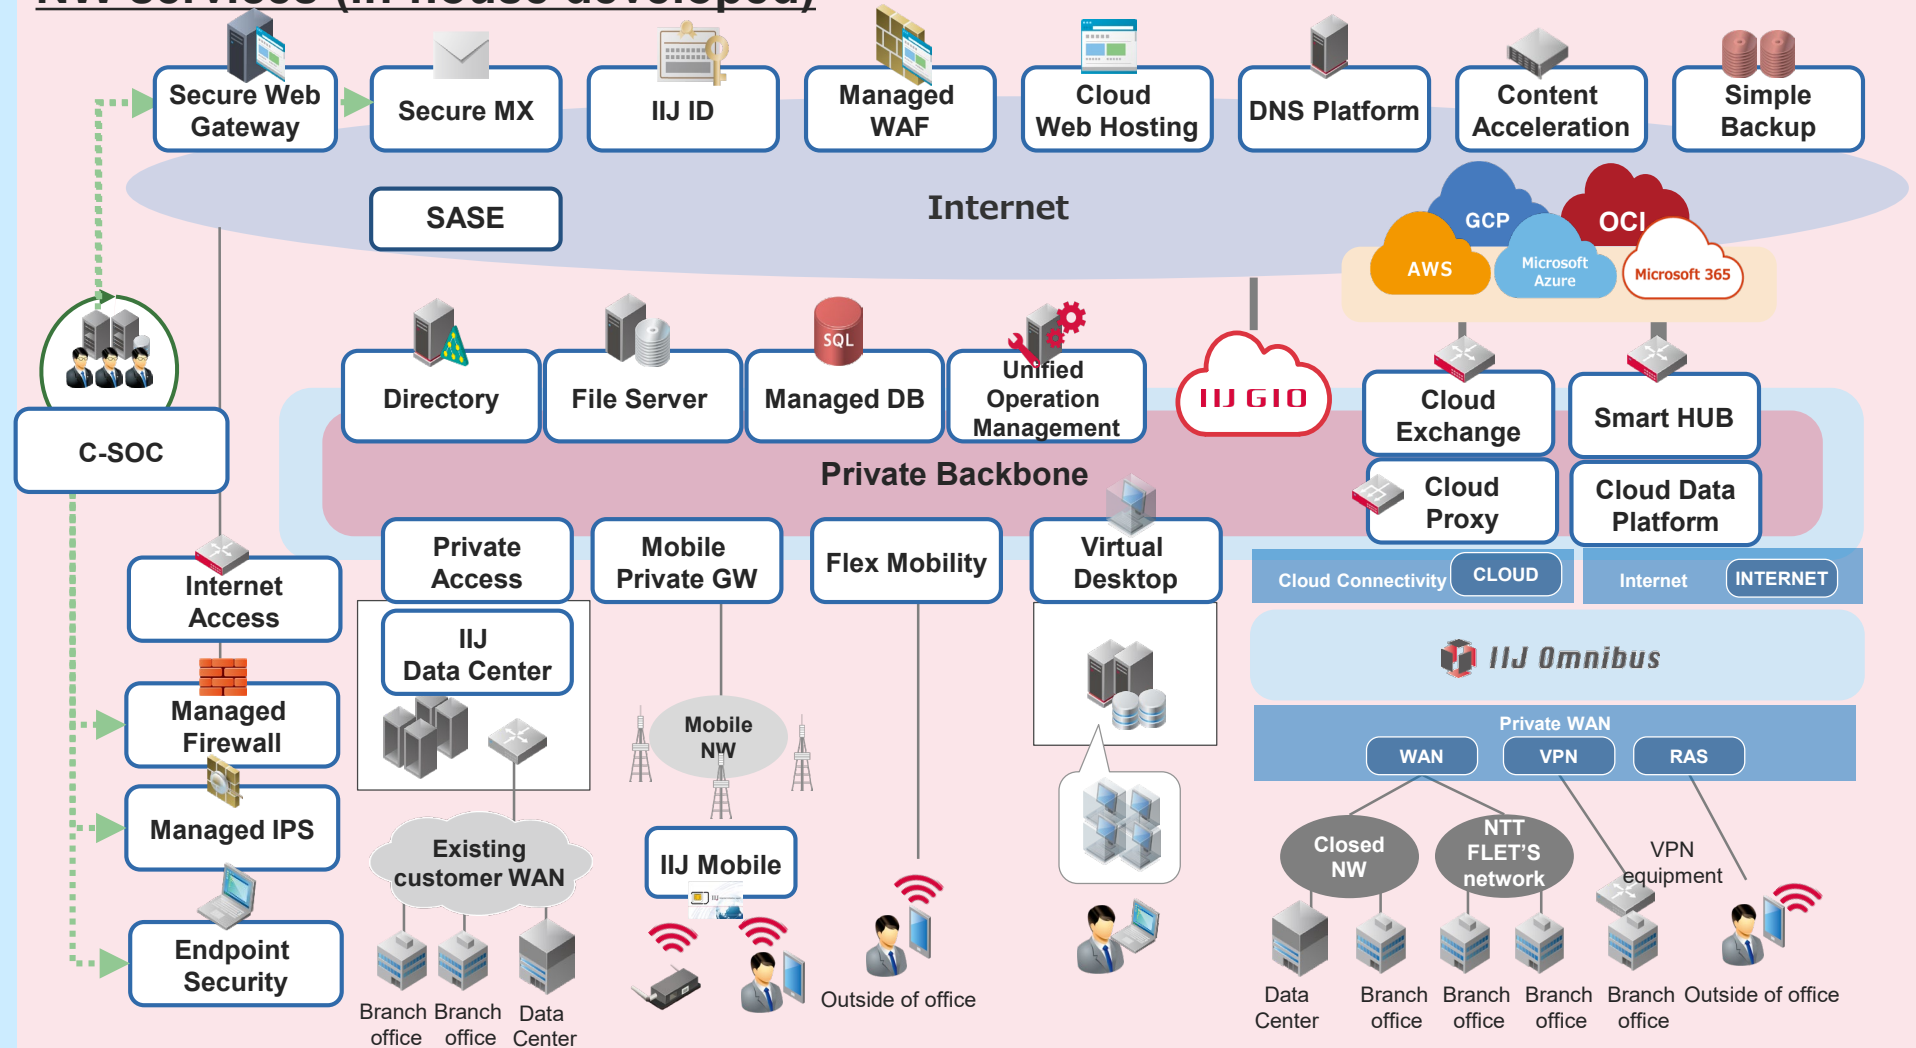 NW services (in-house developed)
Secure Web
Gateway
Secure MX
IIJ ID
Managed
WAF
Cloud
Web Hosting
DNS Platform
Content
Acceleration
Simple
Backup
SASE
Internet
GCP
OCI
AWS
Microsoft
Azure
Microsoft 365
SQL
Directory
File Server
Managed DB
Unified
Operation
Management
IIJ GIO
Cloud
Exchange
Smart HUB
C-SOC
Private Backbone
Cloud
Proxy
Cloud Data
Platform
Internet
Access
Private
Access
Mobile
Private GW
Flex Mobility
Virtual
Desktop
Cloud Connectivity
CLOUD
Internet
INTERNET
IIJ
Data Center
IIJ Omnibus
Managed
Firewall
Mobile
NW
Private WAN
WAN
VPN
RAS
Managed IPS
Existing
customer WAN
IIJ Mobile
IIJ
Closed
NW
NTT
FLET'S
network
VPN
equipment
Endpoint
Security
Branch
office
Branch
office
Data
Center
Outside of office
Data
Center
Branch
office
Branch
office
Branch
office
Branch
office
Outside of office